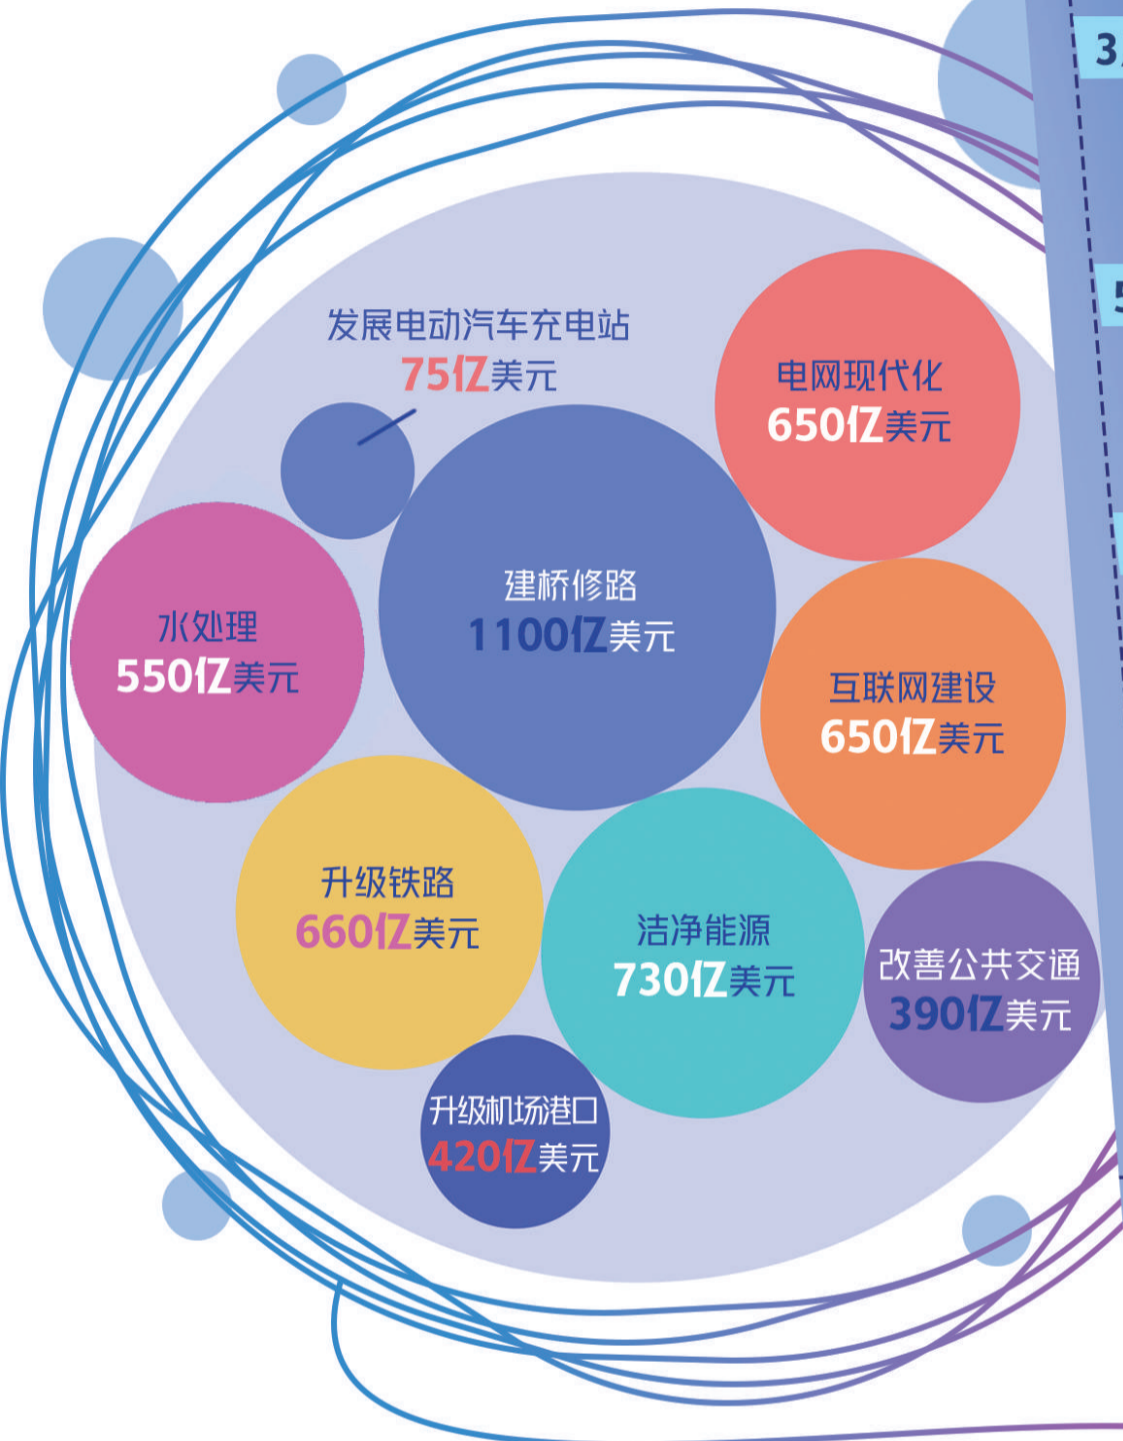 发展电动汽车充电站
75亿美元
电网现代化
650亿美元
建桥修路
1100亿美元
水处理
550亿美元
互联网建设
650亿美元
升级铁路
660亿美元
洁净能源
730亿美元
改善公共交通
390亿美元
升级机场港口
420亿美元